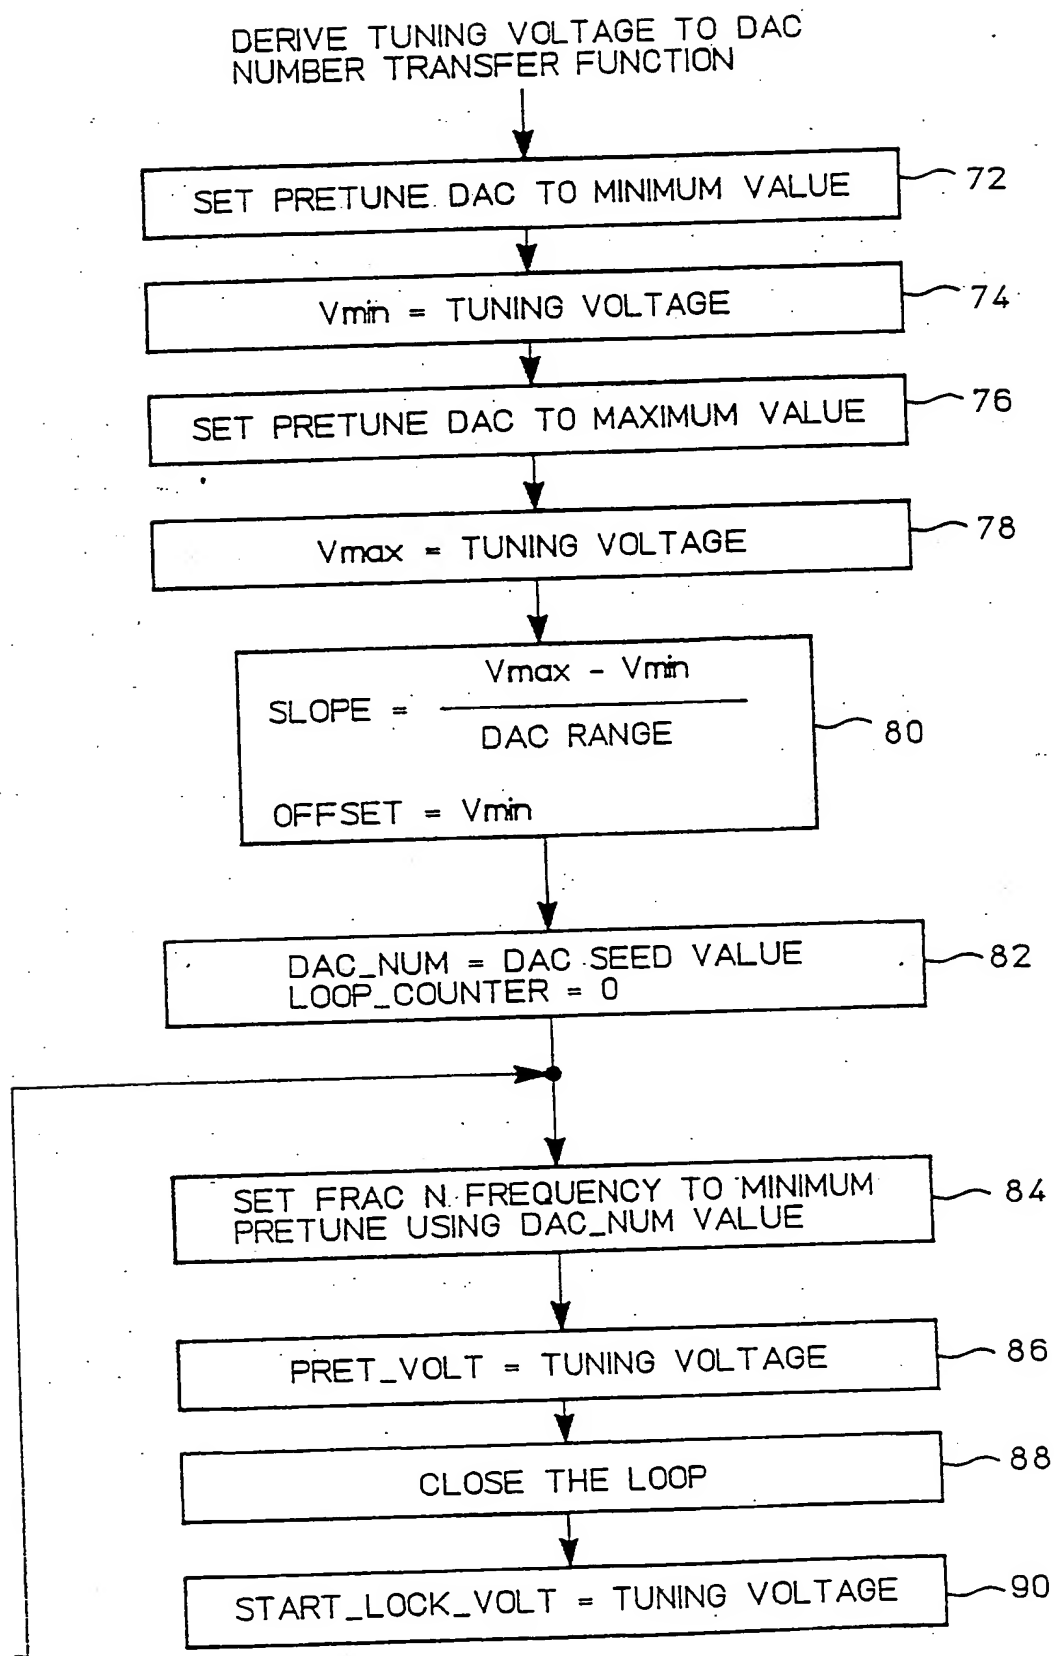 DERIVE TUNING VOLTAGE TO DAC
NUMBER TRANSFER FUNCTION
SET PRETUNE DAC TO MINIMUM VALUE
72
Vmin = TUNING VOLTAGE
74
SET PRETUNE DAC TO MAXIMUM VALUE
76
Vmax = TUNING VOLTAGE
78
Vmax - Vmin
SLOPE =
DAC RANGE
80
OFFSET = Vmin
DAC_NUM = DAC SEED VALUE
82
LOOP_COUNTER = 0
SET FRAC N FREQUENCY TO MINIMUM
84
PRETUNE USING DAC_NUM VALUE
PRET_VOLT = TUNING VOLTAGE
86
CLOSE THE LOOP
88
START_LOCK_VOLT = TUNING VOLTAGE
90